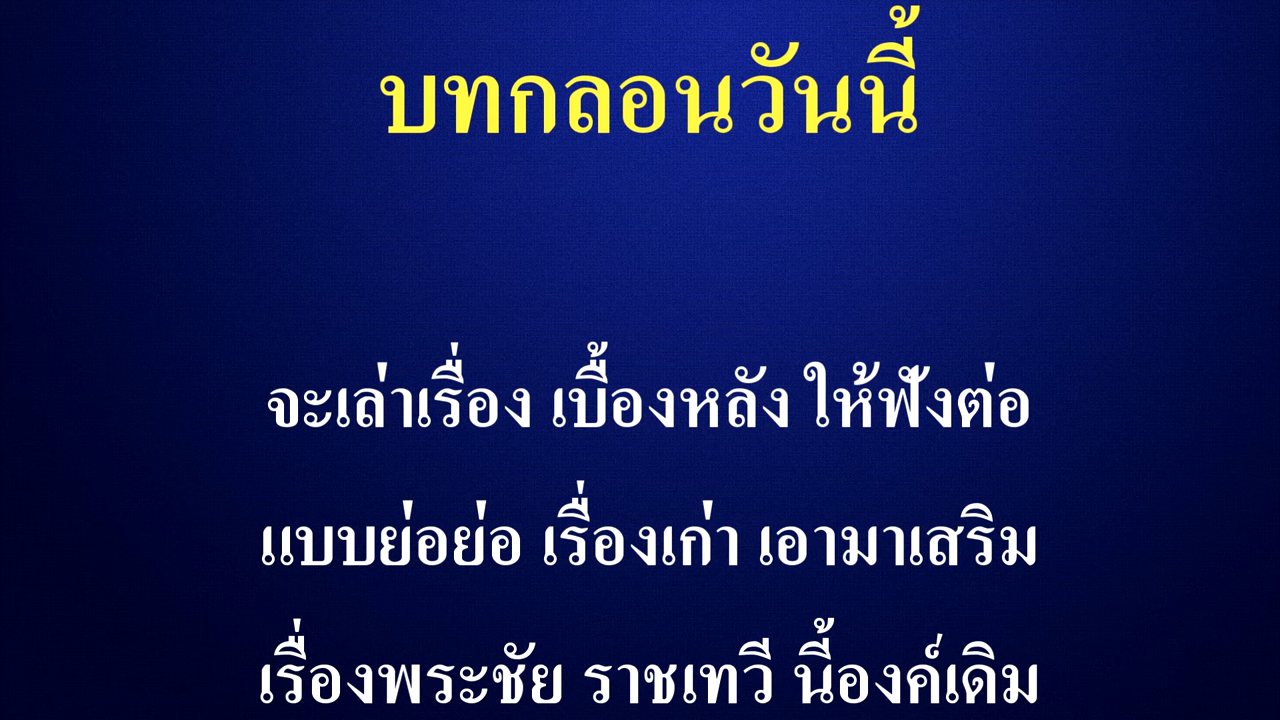 บทกลอนวันนี้
จะเล่าเรื่อง เบื้องหลัง ให้ฟังต่อ
แบบย่อย่อ เรื่องเก่า เอามาเสริม
เรื่องพระชัย ราชเทวี นี้องค์เดิม